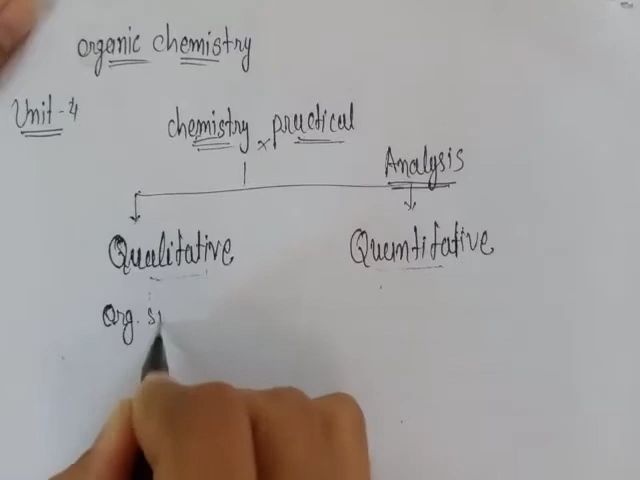 organic chemistry
Unit-4
chemistry practical
Analysis
Qualitative Quantitative
Org.